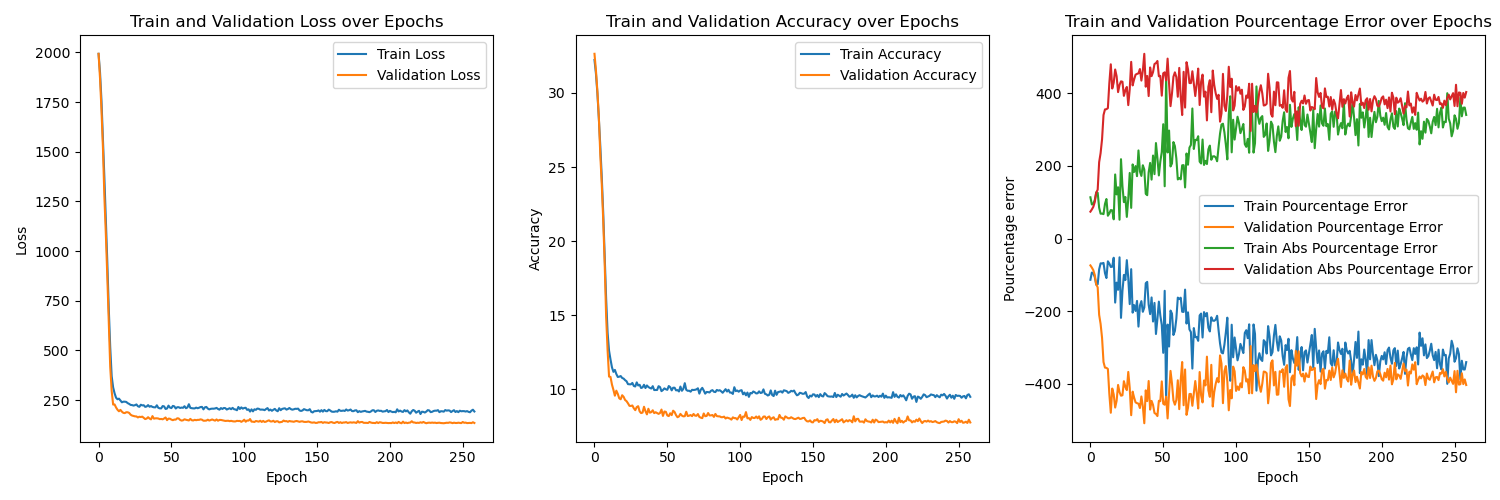 Train and Validation Loss over Epochs
Train Loss
Validation Loss
2000
1750
1500
1250
1000
750
500
250
Loss
0
50
100
150
200
250
Epoch
Train and Validation Accuracy over Epochs
Train Accuracy
Validation Accuracy
30
25
20
15
10
Accuracy
0
50
100
150
200
250
Epoch
Train and Validation Pourcentage Error over Epochs
Train Pourcentage Error
Validation Pourcentage Error
Train Abs Pourcentage Error
Validation Abs Pourcentage Error
400
200
0
−200
−400
Pourcentage error
0
50
100
150
200
250
Epoch